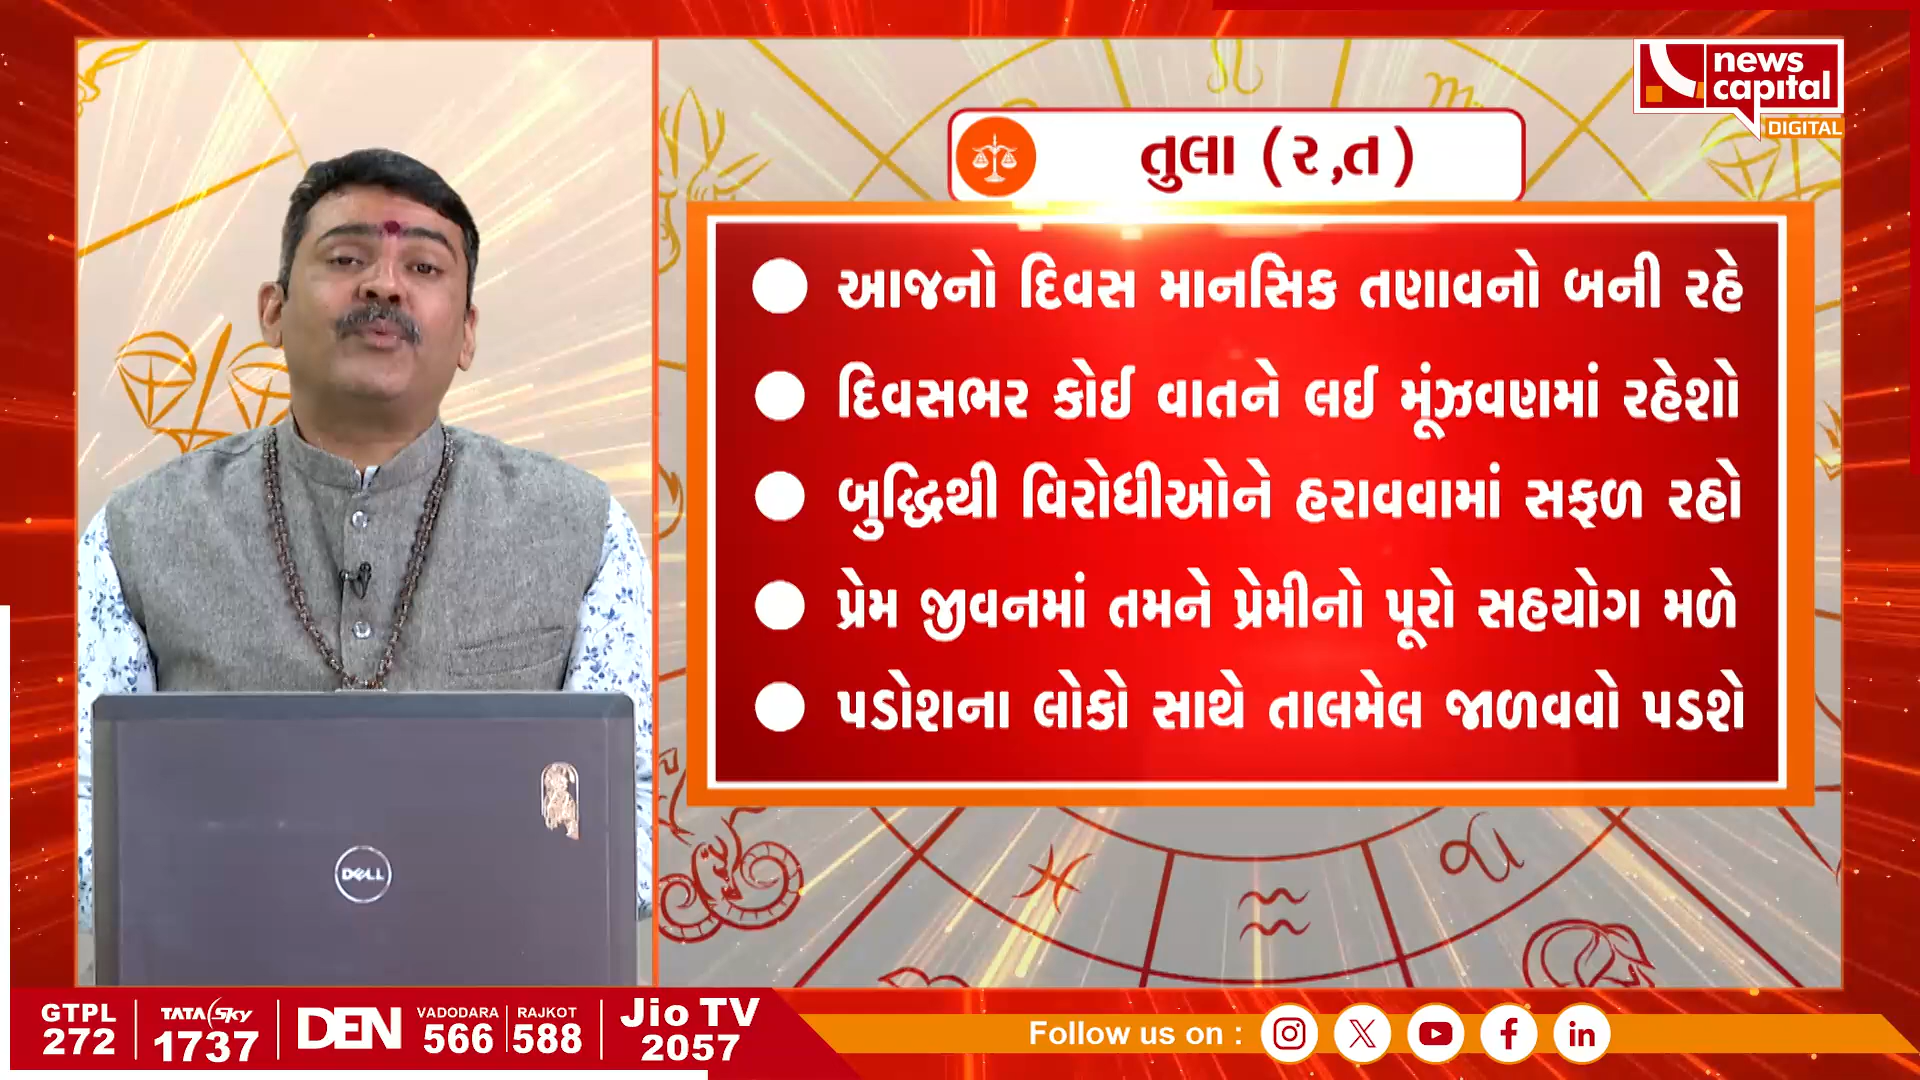 news
capital
DIGITAL
તુલા (ર,ત)
આજનો દિવસ માનસિક તણાવનો બની રહે
દિવસભર કોઈ વાતને લઈ મૂંઝવણમાં રહેશો
બુદ્ધિથી વિરોધીઓને હરાવવામાં સફળ રહો
પ્રેમ જીવનમાં તમને પ્રેમીનો પૂરો સહયોગ મળે
પડોશના લોકો સાથે તાલમેલ જાળવવો પડશે
DELL
GTPL
272
TATA Sky
1737
DEN
VADODARA
566
RAJKOT
588
Jio TV
2057
Follow us on :